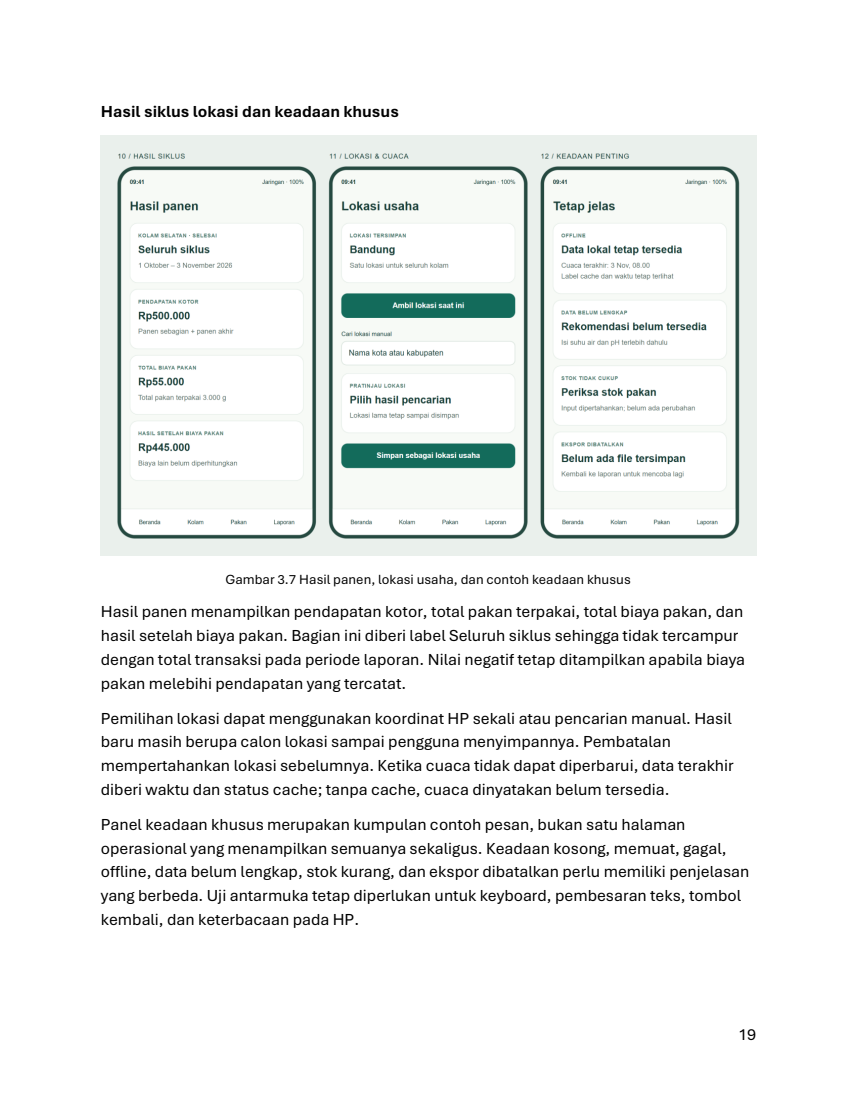 Hasil siklus lokasi dan keadaan khusus
10 / HASIL SIKLUS
09:41 Jaringan · 100%
Hasil panen
KOLAM SELATAN · SELESAI
Seluruh siklus
1 Oktober – 3 November 2026
PENDAPATAN KOTOR
Rp500.000
Panen sebagian + panen akhir
TOTAL BIAYA PAKAN
Rp55.000
Total pakan terpakai 3.000 g
HASIL SETELAH BIAYA PAKAN
Rp445.000
Biaya lain belum diperhitungkan
Beranda Kolam Pakan Laporan
11 / LOKASI & CUACA
09:41 Jaringan · 100%
Lokasi usaha
LOKASI TERSIMPAN
Bandung
Satu lokasi untuk seluruh kolam
Ambil lokasi saat ini
Cari lokasi manual
Nama kota atau kabupaten
PRATINJAU LOKASI
Pilih hasil pencarian
Lokasi lama tetap sampai disimpan
Simpan sebagai lokasi usaha
Beranda Kolam Pakan Laporan
12 / KEADAAN PENTING
09:41 Jaringan · 100%
Tetap jelas
OFFLINE
Data lokal tetap tersedia
Cuaca terakhir: 3 Nov, 08.00
Label cache dan waktu tetap terlihat
DATA BELUM LENGKAP
Rekomendasi belum tersedia
Isi suhu air dan pH terlebih dahulu
STOK TIDAK CUKUP
Periksa stok pakan
Input dipertahankan; belum ada perubahan
EKSPOR DIBATALKAN
Belum ada file tersimpan
Kembali ke laporan untuk mencoba lagi
Beranda Kolam Pakan Laporan
Gambar 3.7 Hasil panen, lokasi usaha, dan contoh keadaan khusus
Hasil panen menampilkan pendapatan kotor, total pakan terpakai, total biaya pakan, dan
hasil setelah biaya pakan. Bagian ini diberi label Seluruh siklus sehingga tidak tercampur
dengan total transaksi pada periode laporan. Nilai negatif tetap ditampilkan apabila biaya
pakan melebihi pendapatan yang tercatat.
Pemilihan lokasi dapat menggunakan koordinat HP sekali atau pencarian manual. Hasil
baru masih berupa calon lokasi sampai pengguna menyimpannya. Pembatalan
mempertahankan lokasi sebelumnya. Ketika cuaca tidak dapat diperbarui, data terakhir
diberi waktu dan status cache; tanpa cache, cuaca dinyatakan belum tersedia.
Panel keadaan khusus merupakan kumpulan contoh pesan, bukan satu halaman
operasional yang menampilkan semuanya sekaligus. Keadaan kosong, memuat, gagal,
offline, data belum lengkap, stok kurang, dan ekspor dibatalkan perlu memiliki penjelasan
yang berbeda. Uji antarmuka tetap diperlukan untuk keyboard, pembesaran teks, tombol
kembali, dan keterbacaan pada HP.
19